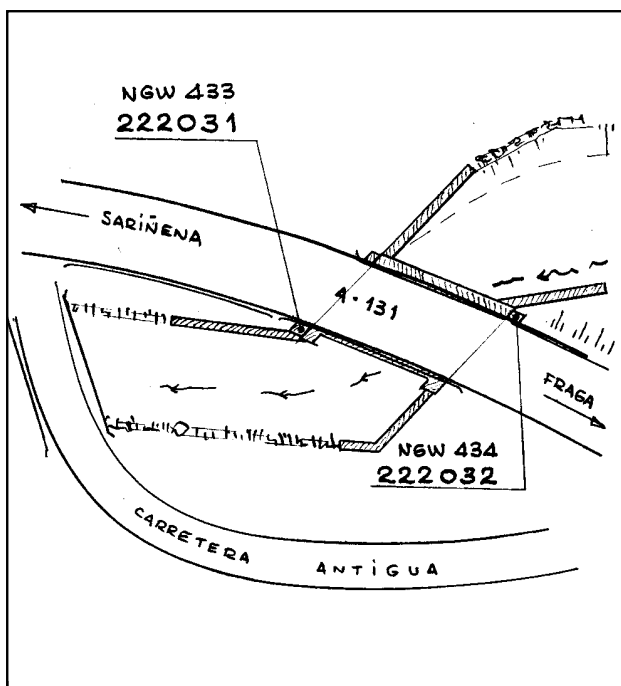 NGW 433
222031
SARIÑENA
A-131
FRAGA
NGW 434
222032
CARRETERA ANTIGUA